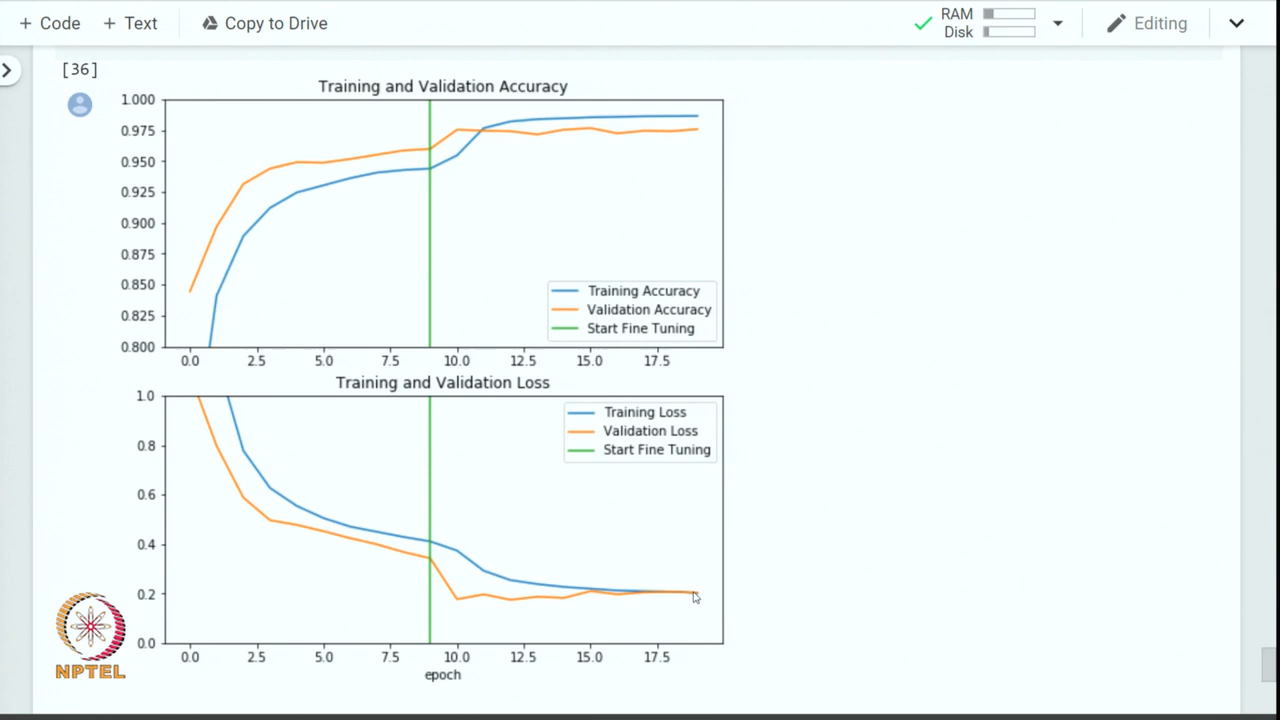 + Code + Text Copy to Drive RAM Disk Editing
[36]
Training and Validation Accuracy
1.000
0.975
0.950
0.925
0.900
0.875
0.850
0.825
0.800
Training Accuracy
Validation Accuracy
Start Fine Tuning
0.0 2.5 5.0 7.5 10.0 12.5 15.0 17.5
Training and Validation Loss
1.0
0.8
0.6
0.4
0.2
0.0
Training Loss
Validation Loss
Start Fine Tuning
0.0 2.5 5.0 7.5 10.0 12.5 15.0 17.5
epoch
NPTEL